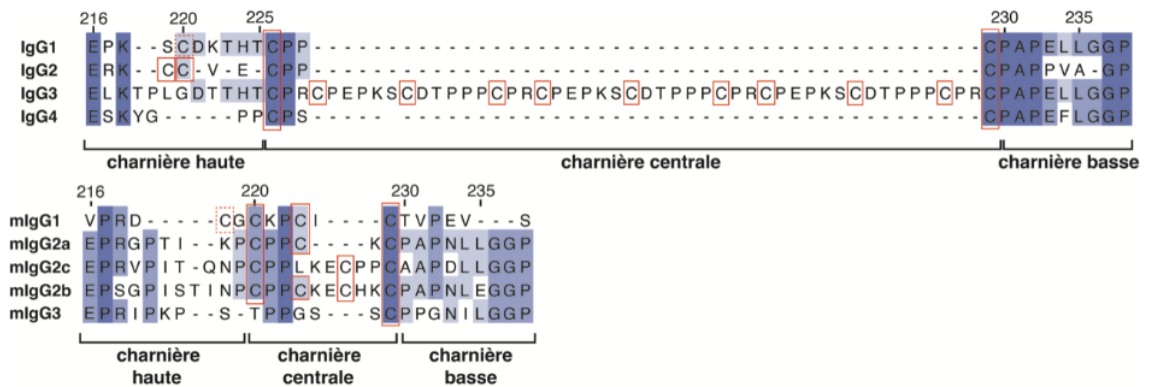 216 220 225 230 235
IgG1 EPK--SCDKTHTCPP---------------------------------------------CPAPELLGGP
IgG2 ERK--CC V-E-CPP---------------------------------------------CPAPPVA-GP
IgG3 ELKTPLGDTTHTCPRCPEPKSCDTPPPCPRCPEPKSCDTPPPCPRCPEPKSCDTPPPCPRCPAPELLGGP
IgG4 ESKYG-----PPCPS---------------------------------------------CPAPEFLGGP
charnière haute charnière centrale charnière basse
216 220 230 235
mIgG1 VPRD-----CGCKPCI----CTVPEV---S
mIgG2a EPRGPTI--KPCPPC----KCPAPNLLGGP
mIgG2c EPRVPIT-QNPCPPLKECPPCAAPDLLGGP
mIgG2b EPSGPISTINPCPPCKECHKCPAPNLEGGP
mIgG3 EPRIPKP--S-TPPGS---SCPPGNILGGP
charnière haute charnière centrale charnière basse